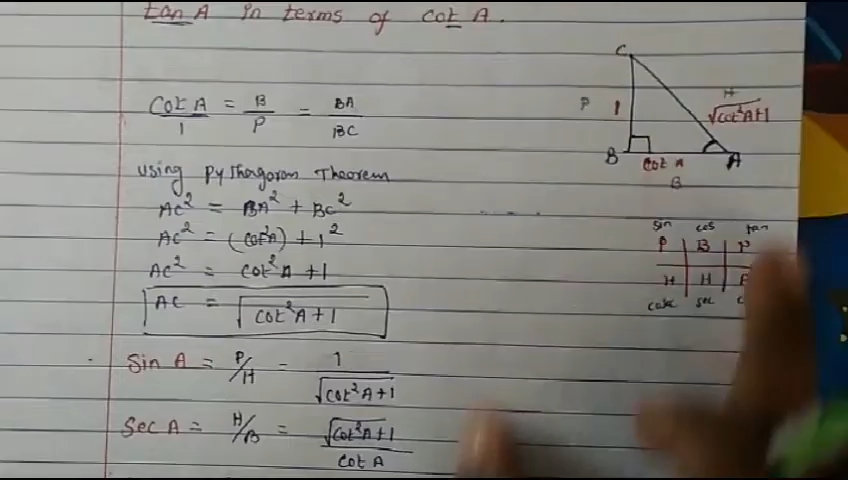 tan A in terms of cot A.
Cot A / 1 = B / P = BA / BC
Using Pythagoras Theorem
AC² = BA² + BC²
AC² = (cot²A) + 1²
AC² = cot²A + 1
AC = √cot²A + 1
Sin A = P/H = 1 / √cot²A + 1
Sec A = H/B = √cot²A + 1 / cot A
C
P 1 H √cot²A+1
B cot A A
B
sin cos tan
P B P
H H B
cosec sec